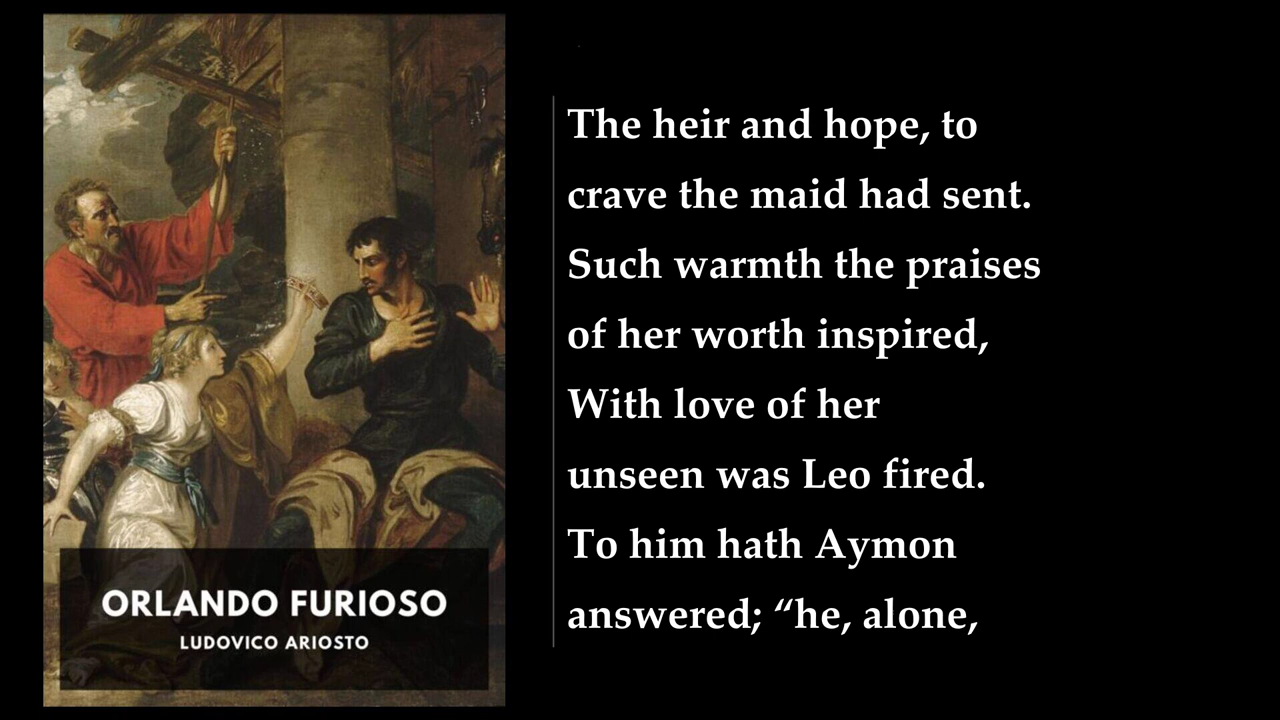 ORLANDO FURIOSO
LUDOVICO ARIOSTO
The heir and hope, to
crave the maid had sent.
Such warmth the praises
of her worth inspired,
With love of her
unseen was Leo fired.
To him hath Aymon
answered; “he, alone,